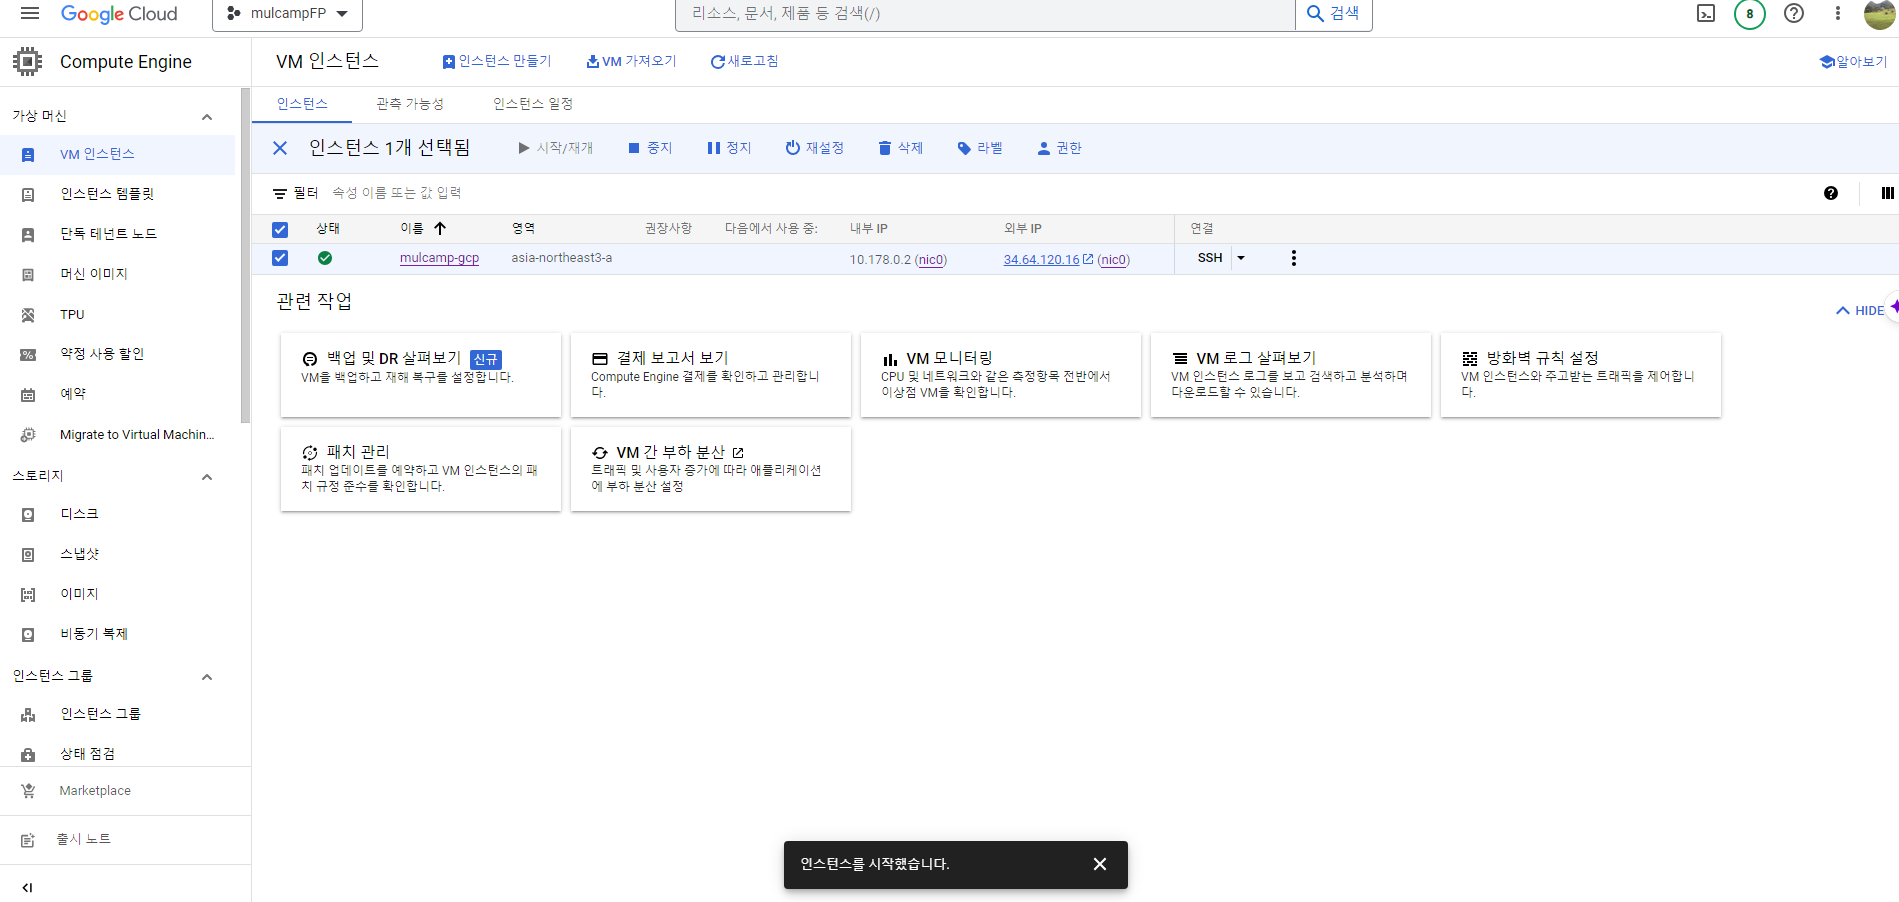 Google Cloud
mulcampFP
리소스, 문서, 제품 등 검색(/)
검색
8
Compute Engine
VM 인스턴스
인스턴스 만들기
VM 가져오기
새로고침
알아보기
가상 머신
VM 인스턴스
인스턴스 템플릿
단독 테넌트 노드
머신 이미지
TPU
약정 사용 할인
예약
Migrate to Virtual Machin...
스토리지
디스크
스냅샷
이미지
비동기 복제
인스턴스 그룹
인스턴스 그룹
상태 점검
Marketplace
출시 노트
인스턴스
관측 가능성
인스턴스 일정
인스턴스 1개 선택됨
시작/재개
중지
정지
재설정
삭제
라벨
권한
필터
속성 이름 또는 값 입력
상태
이름
영역
권장사항
다음에서 사용 중:
내부 IP
외부 IP
연결
mulcamp-gcp
asia-northeast3-a
10.178.0.2 (nic0)
34.64.120.16 (nic0)
SSH
관련 작업
HIDE
백업 및 DR 살펴보기 신규
VM을 백업하고 재해 복구를 설정합니다.
결제 보고서 보기
Compute Engine 결제를 확인하고 관리합니
다.
VM 모니터링
CPU 및 네트워크와 같은 측정항목 전반에서
이상점 VM을 확인합니다.
VM 로그 살펴보기
VM 인스턴스 로그를 보고 검색하고 분석하며
다운로드할 수 있습니다.
방화벽 규칙 설정
VM 인스턴스와 주고받는 트래픽을 제어합니
다.
패치 관리
패치 업데이트를 예약하고 VM 인스턴스의 패
치 규정 준수를 확인합니다.
VM 간 부하 분산
트래픽 및 사용자 증가에 따라 애플리케이션
에 부하 분산 설정
인스턴스를 시작했습니다.